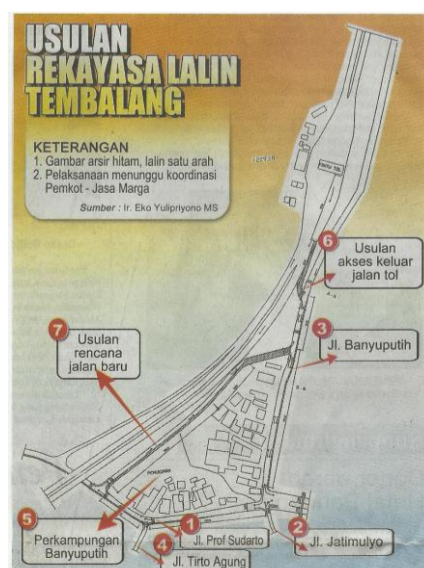 USULAN
REKAYASA LALIN
TEMBALANG
KETERANGAN
1. Gambar arsir hitam, lalin satu arah
2. Pelaksanaan menunggu koordinasi
Pemkot - Jasa Marga
Sumber : Ir. Eko Yulipriyono MS
PINTU TOL
6
Usulan
akses keluar
jalan tol
3
Jl. Banyuputih
7
Usulan
rencana
jalan baru
5
Perkampungan
Banyuputih
1
Jl. Prof Sudarto
4
Jl. Tirto Agung
2
Jl. Jatimulyo